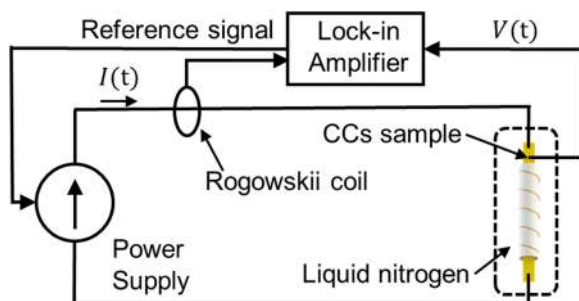 Reference signal
Lock-in
Amplifier
V(t)
I(t)
CCs sample
Rogowskii coil
Power
Supply
Liquid nitrogen